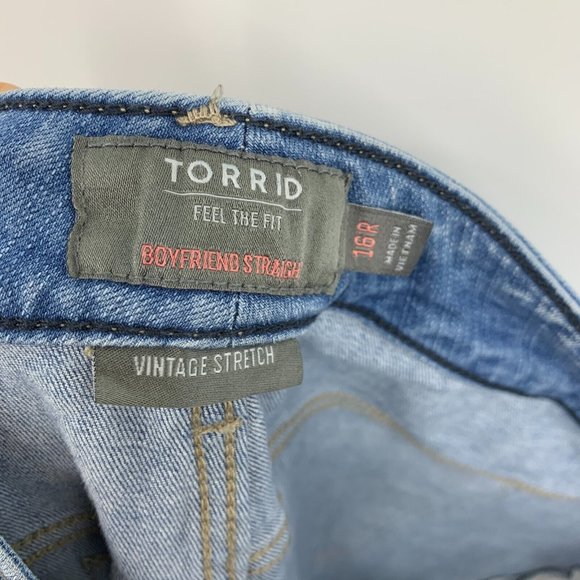 TORRID
FEEL THE FIT
BOYFRIEND STRAIGH
16R
MADE IN
VIETNAM
VINTAGE STRETCH